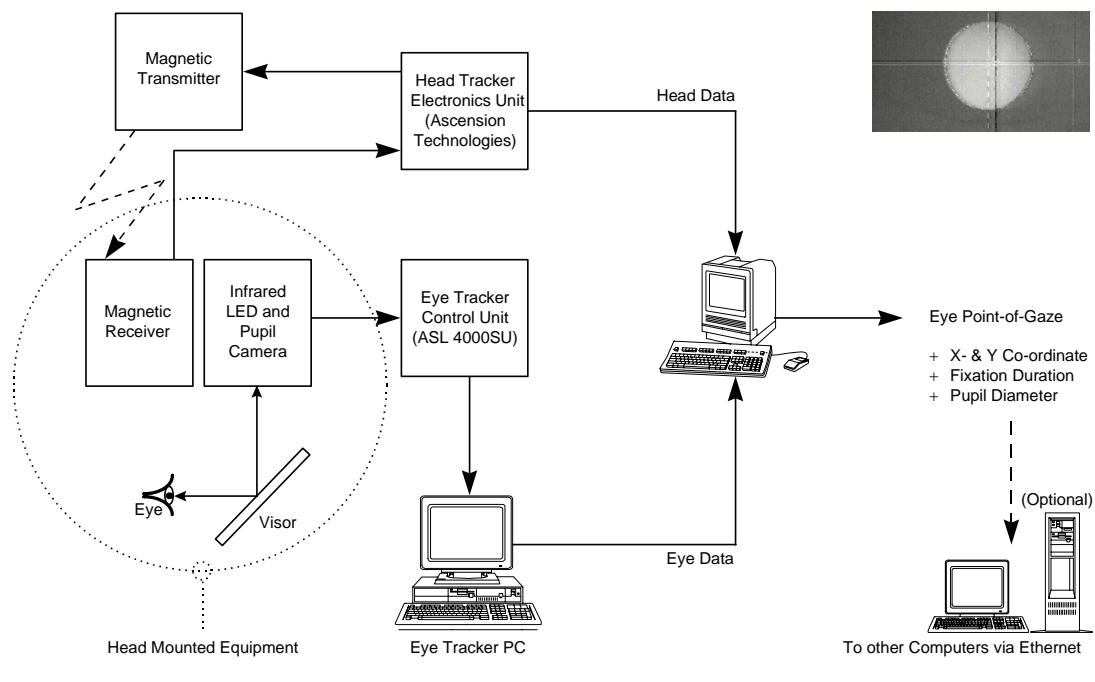 Magnetic
Transmitter
Head Tracker
Electronics Unit
(Ascension
Technologies)
Head Data
Magnetic
Receiver
Infrared
LED and
Pupil
Camera
Eye Tracker
Control Unit
(ASL 4000SU)
Eye Point-of-Gaze
+ X- & Y Co-ordinate
+ Fixation Duration
+ Pupil Diameter
Eye
Visor
(Optional)
Eye Data
Head Mounted Equipment
Eye Tracker PC
To other Computers via Ethernet